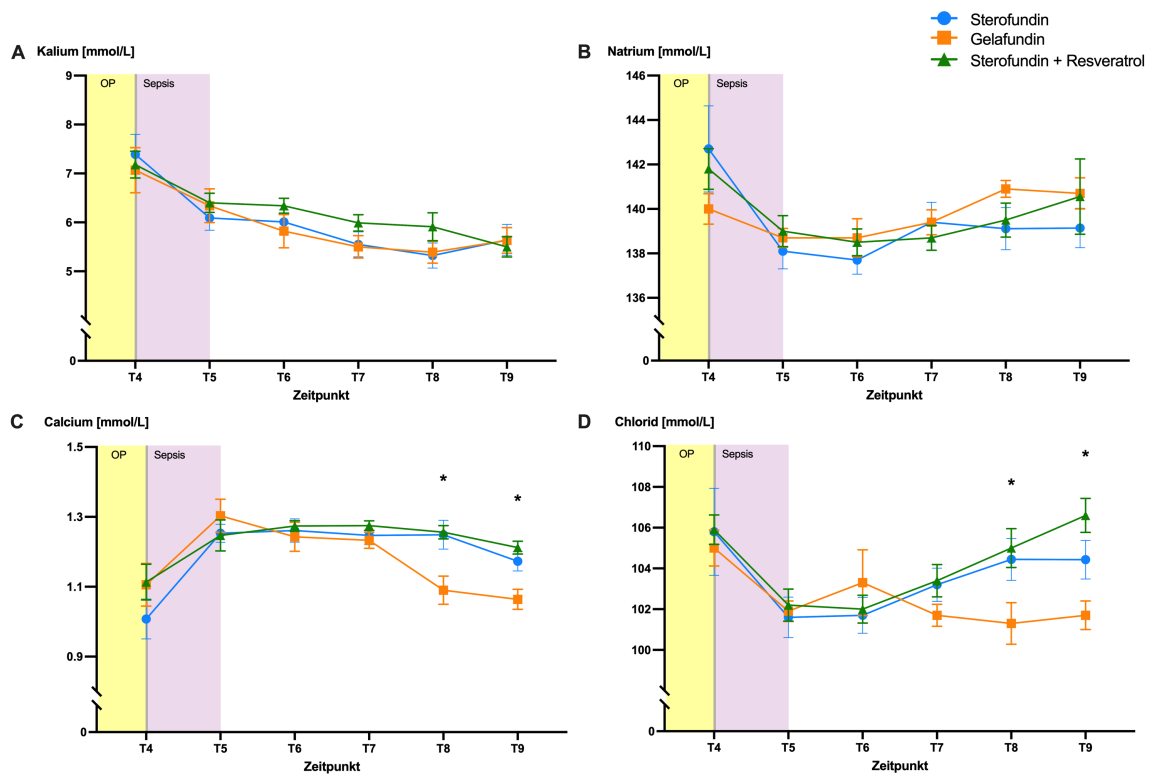 Sterofundin
Gelafundin
Sterofundin + Resveratrol
A Kalium [mmol/L]
OP Sepsis
9
8
7
6
5
0
T4 T5 T6 T7 T8 T9
Zeitpunkt
B Natrium [mmol/L]
OP Sepsis
146
144
142
140
138
136
0
T4 T5 T6 T7 T8 T9
Zeitpunkt
C Calcium [mmol/L]
OP Sepsis
1.5
1.3
1.1
0.9
0
* *
T4 T5 T6 T7 T8 T9
Zeitpunkt
D Chlorid [mmol/L]
OP Sepsis
110
108
106
104
102
100
0
* *
T4 T5 T6 T7 T8 T9
Zeitpunkt